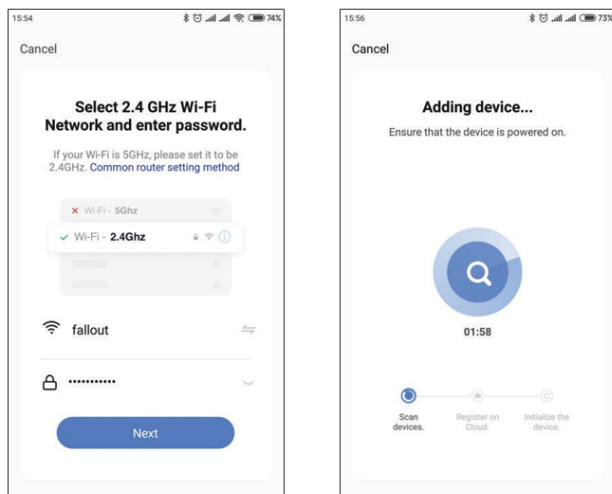 15:54
74%
Cancel
Select 2.4 GHz Wi-Fi
Network and enter password.
If your Wi-Fi is 5GHz, please set it to be
2.4GHz. Common router setting method
Wi-Fi - 5Ghz
Wi-Fi - 2.4Ghz
fallout
•••••••••••
Next
15:56
73%
Cancel
Adding device...
Ensure that the device is powered on.
01:58
Scan
devices.
Register on
Cloud.
Initialize the
device.